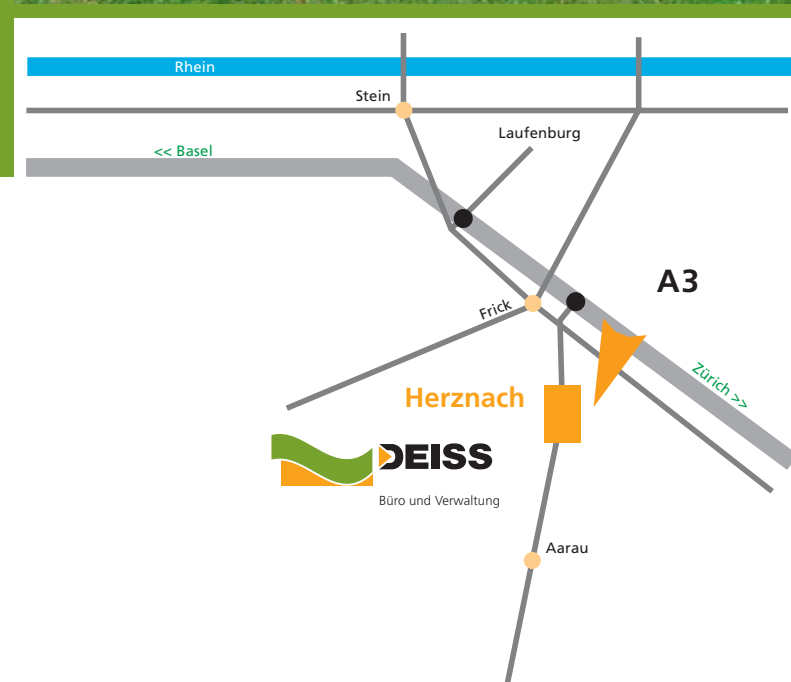 Rhein
Stein
Laufenburg
<< Basel
A3
Frick
Zürich >>
Herznach
DEISS
Büro und Verwaltung
Aarau